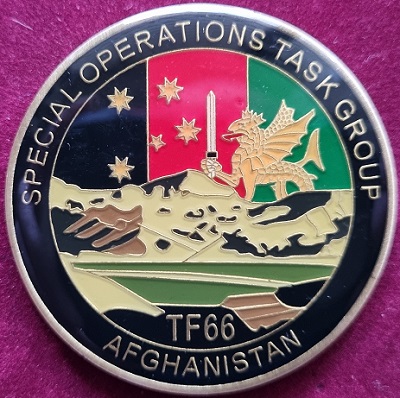 SPECIAL OPERATIONS TASK GROUP
TF66
AFGHANISTAN